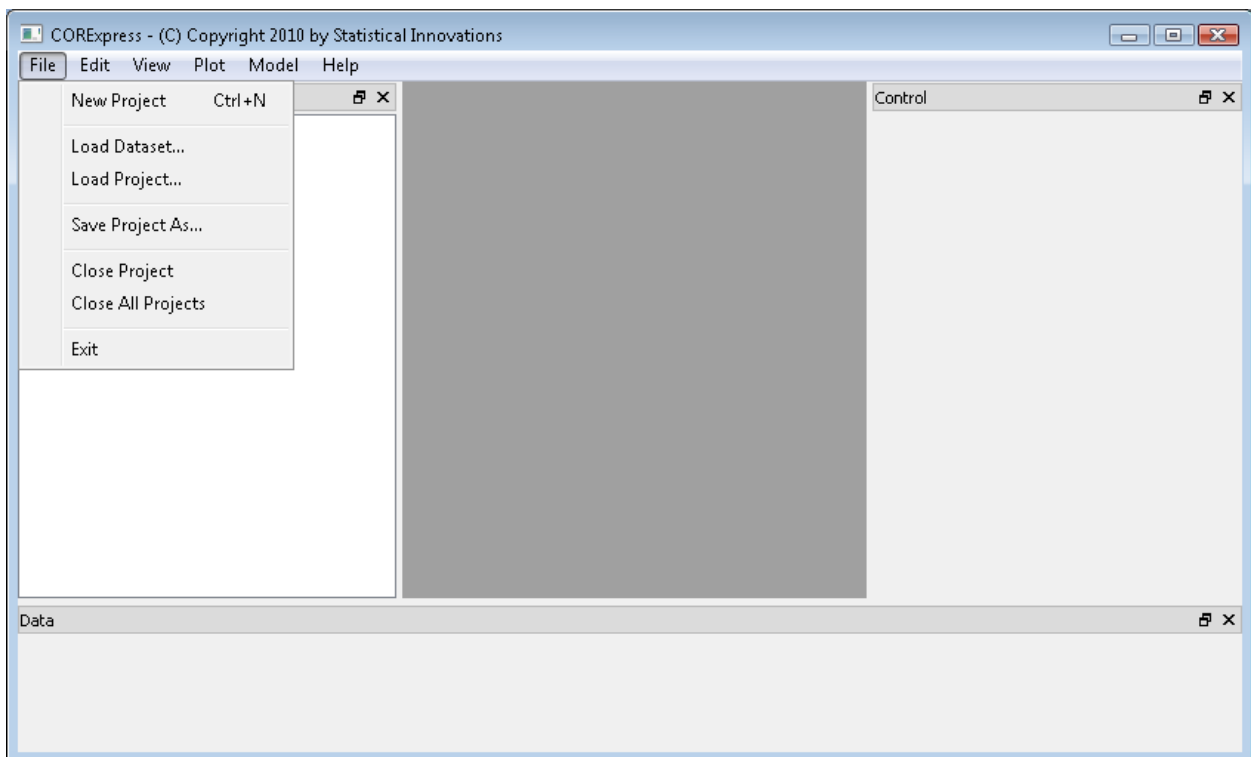 CORExpress - (C) Copyright 2010 by Statistical Innovations
File Edit View Plot Model Help
New Project Ctrl+N
Control
Load Dataset...
Load Project...
Save Project As...
Close Project
Close All Projects
Exit
Data